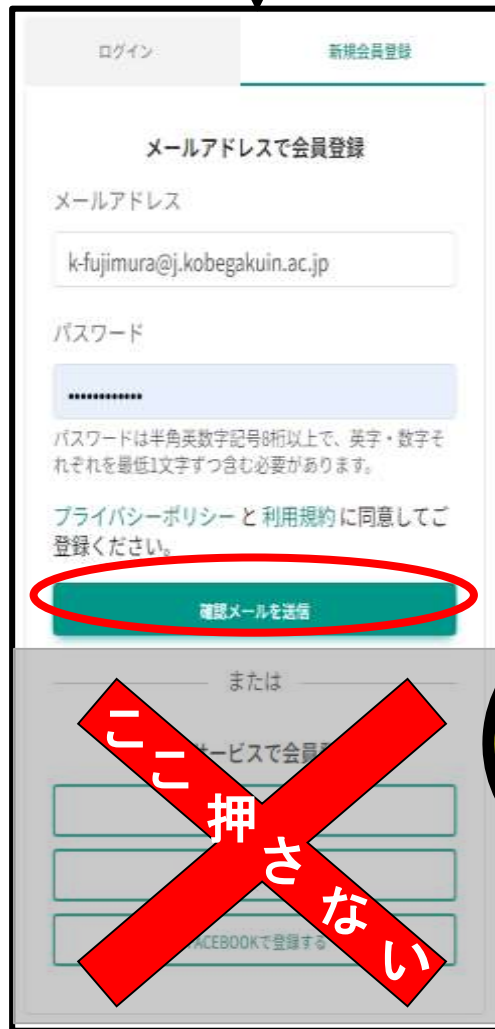 ログイン
新規会員登録
メールアドレスで会員登録
メールアドレス
k-fujimura@j.kobegakuin.ac.jp
パスワード
••••••••••••
パスワードは半角英数字記号8桁以上で、英字・数字そ
れぞれを最低1文字ずつ含む必要があります。
プライバシーポリシー と 利用規約 に同意してご
登録ください。
確認メールを送信
または
サービスで会員
ここ押さない
ACEBOOKで登録する